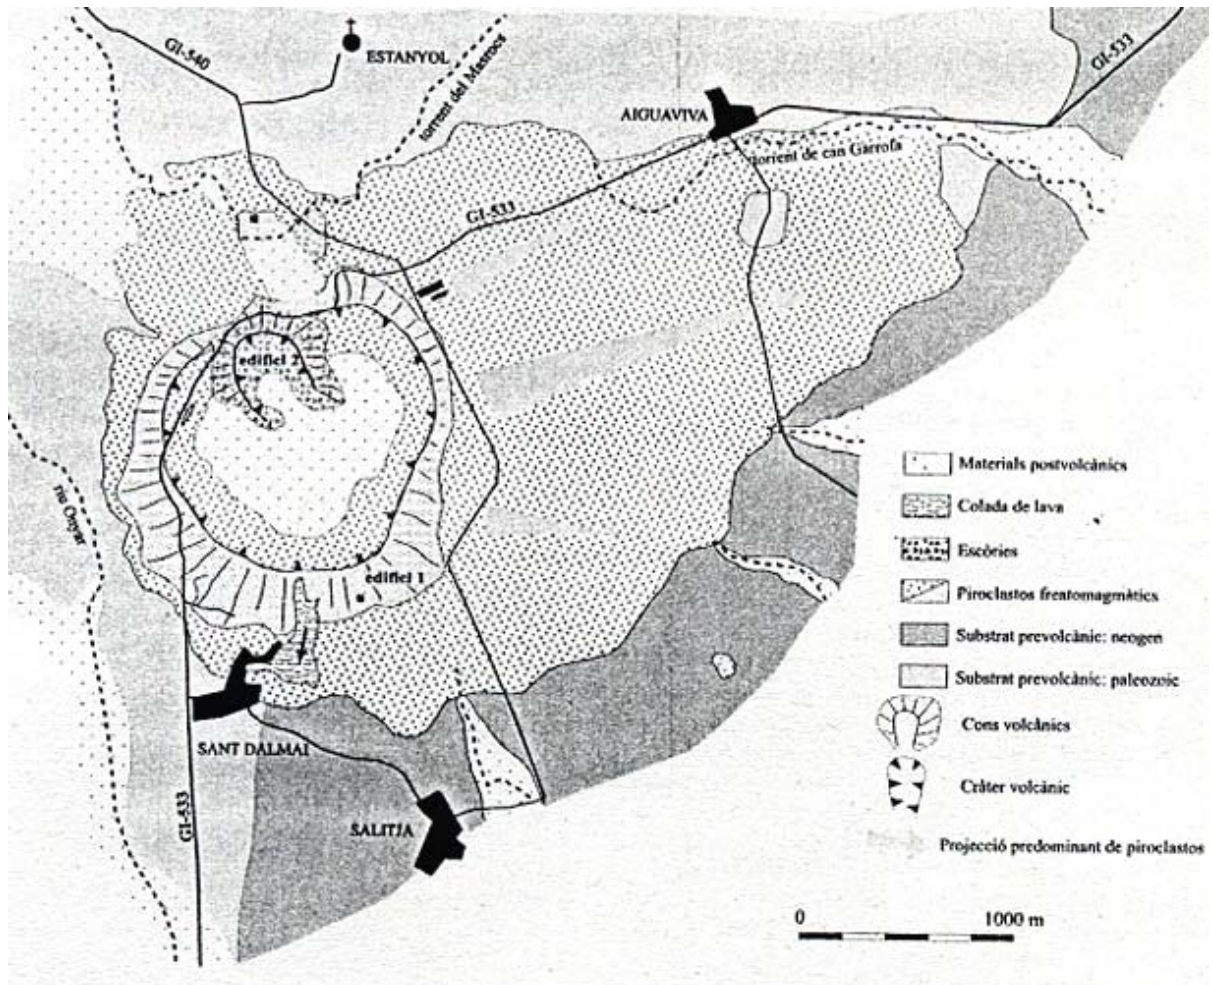 GI-540
ESTANYOL
torrent del Masrocs
GI-533
AIGUAVIVA
torrent de can Garrofa
GI-533
edifici 2
riu Onyar
edifici 1
SANT DALMAI
GI-533
SALITJA
Materials postvolcànics
Colada de lava
Escòries
Piroclastos freatomagmàtics
Substrat prevolcànic: neogen
Substrat prevolcànic: paleozoic
Cons volcànics
Cràter volcànic
Projecció predominant de piroclastos
0 1000 m